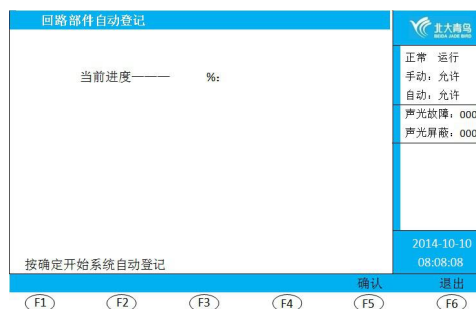 回路部件自动登记
当前进度——— %:
按确定开始系统自动登记
北大青鸟
BEIDA JADE BIRD
正常 运行
手动：允许
自动：允许
声光故障：000
声光屏蔽：000
2014-10-10
08:08:08
确认 退出
F1 F2 F3 F4 F5 F6